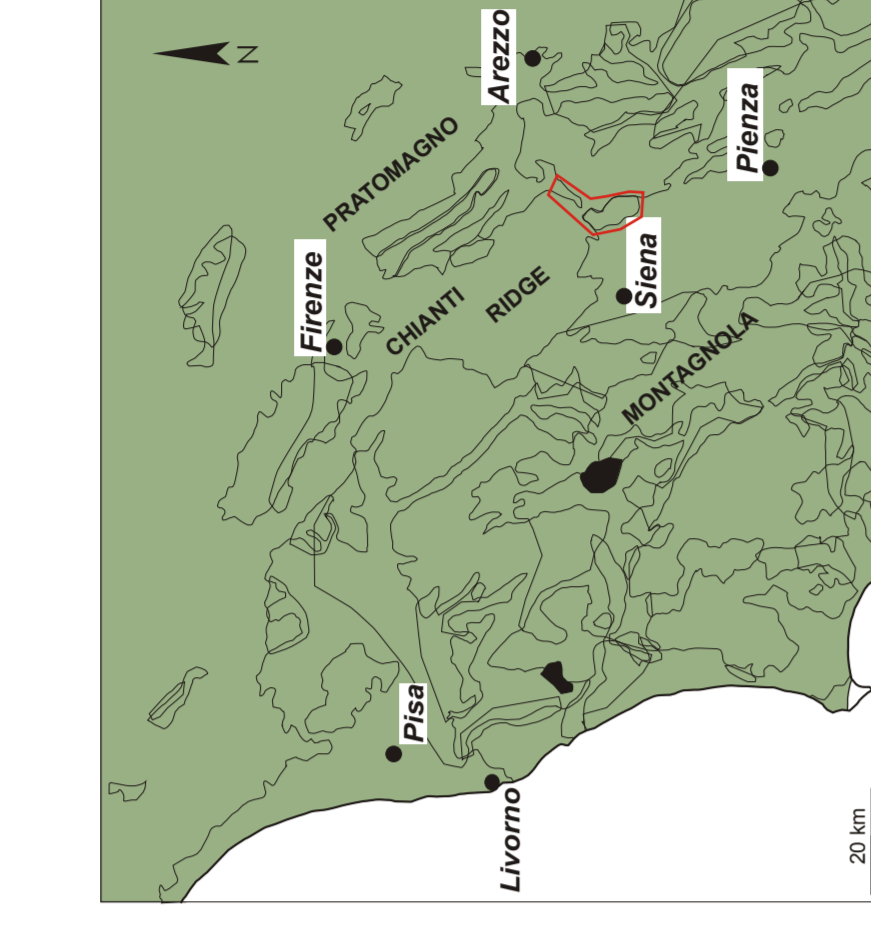 N
Arezzo
PRATOMAGNO
Pienza
Firenze
CHIANTI
RIDGE
Siena
MONTAGNOLA
Pisa
Livorno
20 km